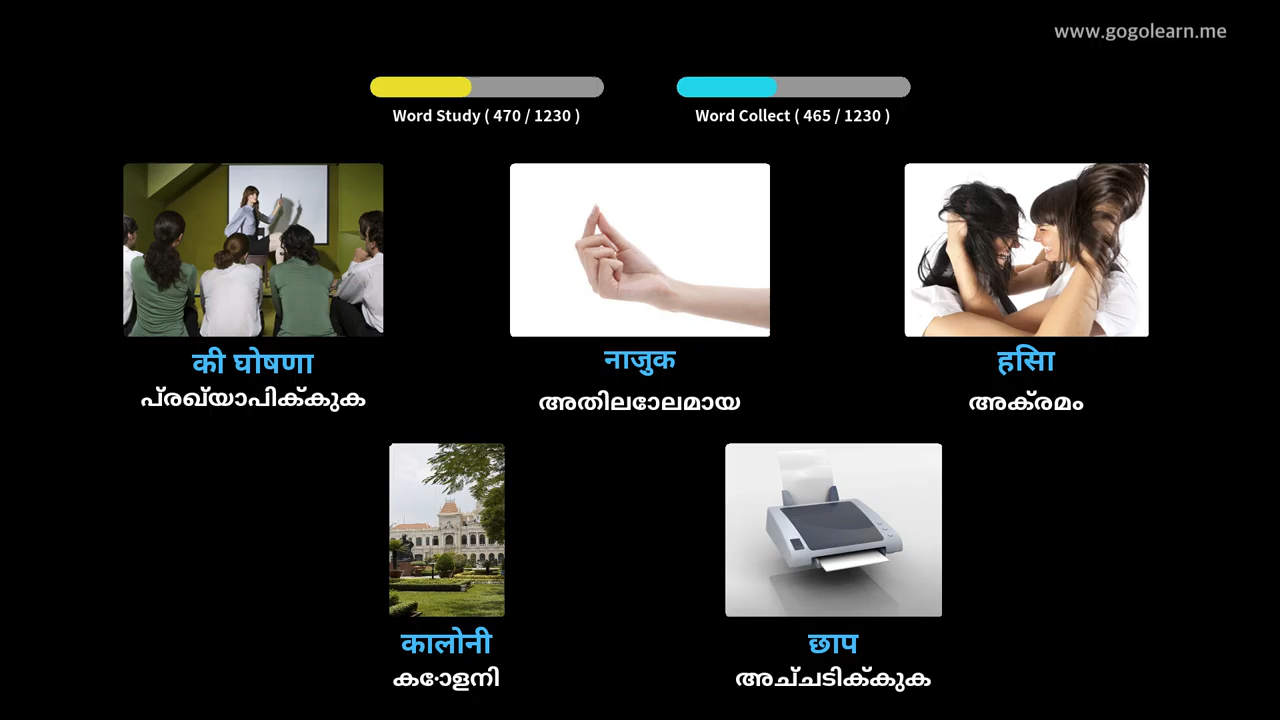 www.gogolearn.me
Word Study ( 470 / 1230 )
Word Collect ( 465 / 1230 )
की घोषणा
പ്രഖ്യാപിക്കുക
नाजुक
അതിലോലമായ
हिंसा
അക്രമം
कालोनी
കോളനി
छाप
അച്ചടിക്കുക